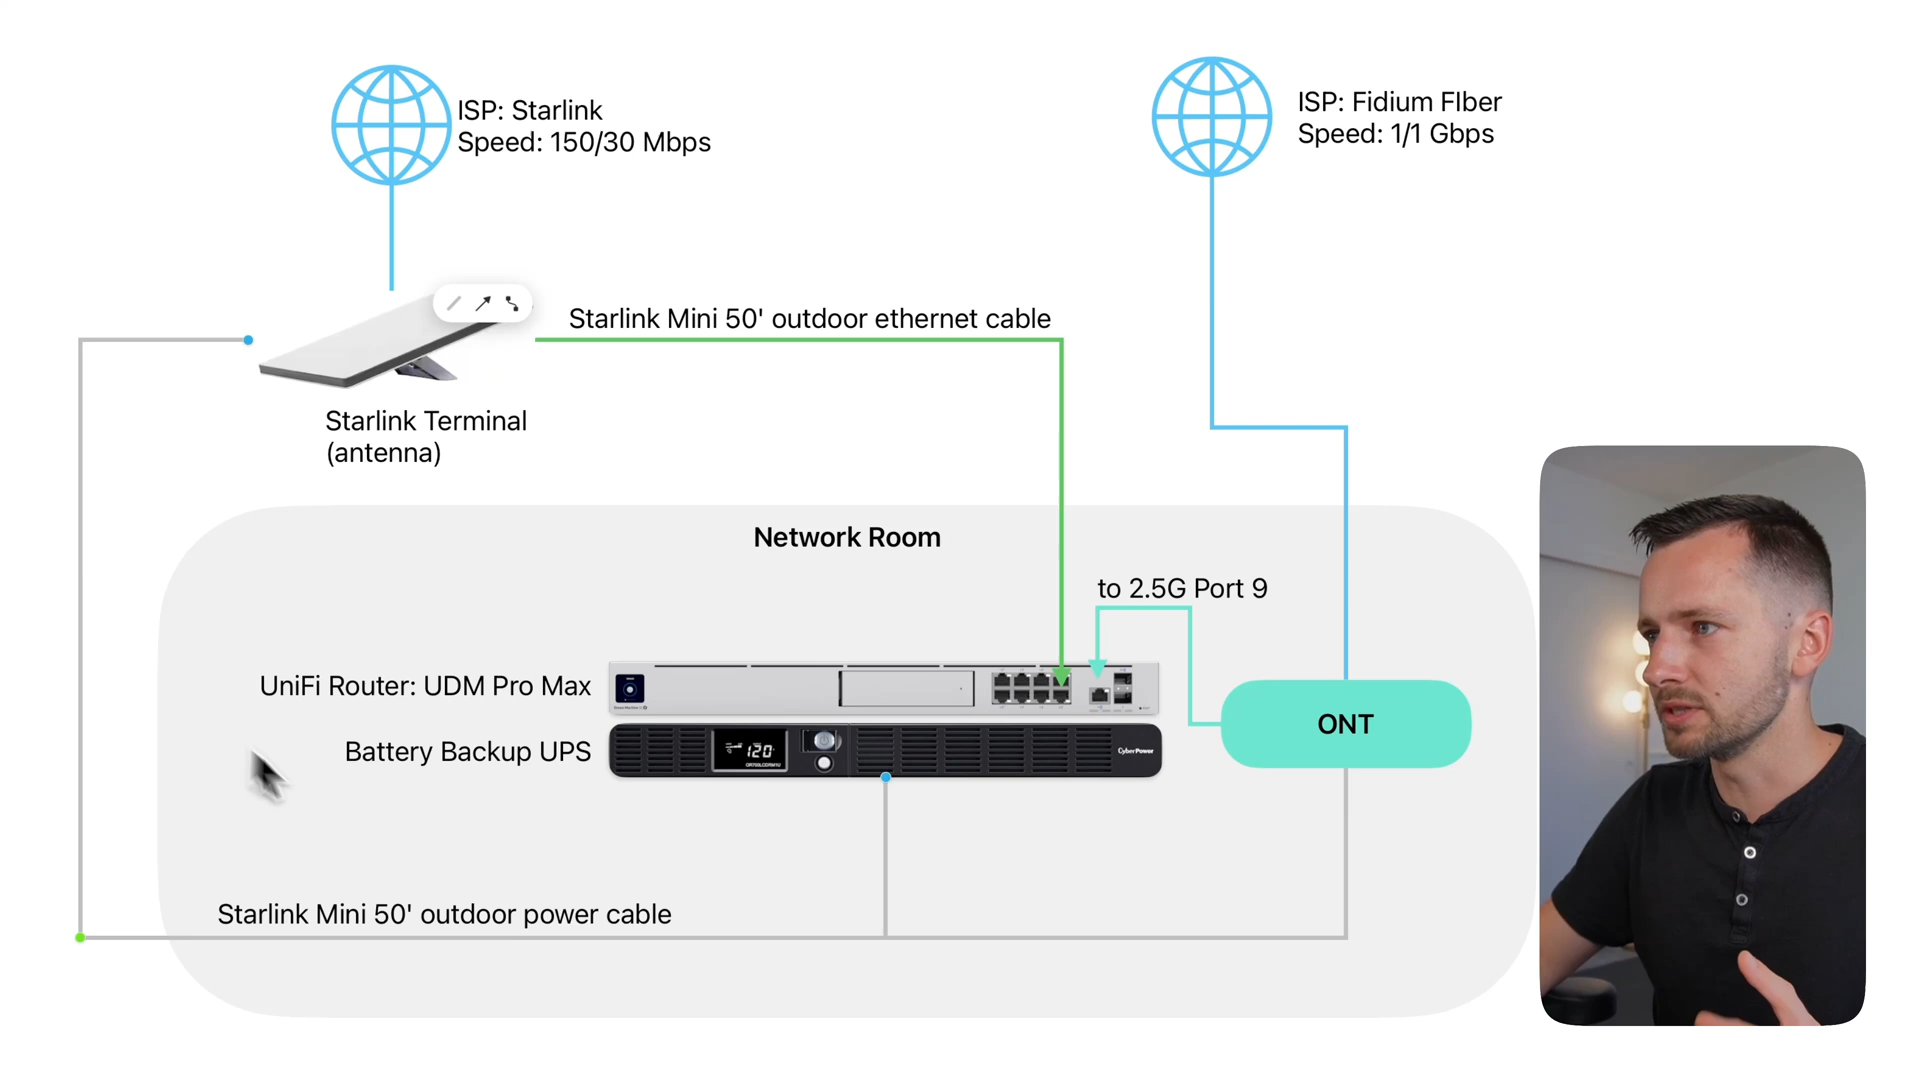 ISP: Starlink
Speed: 150/30 Mbps
ISP: Fidium FIber
Speed: 1/1 Gbps
Starlink Mini 50' outdoor ethernet cable
Starlink Terminal
(antenna)
Network Room
to 2.5G Port 9
UniFi Router: UDM Pro Max
ONT
Battery Backup UPS
120
CyberPower
Starlink Mini 50' outdoor power cable